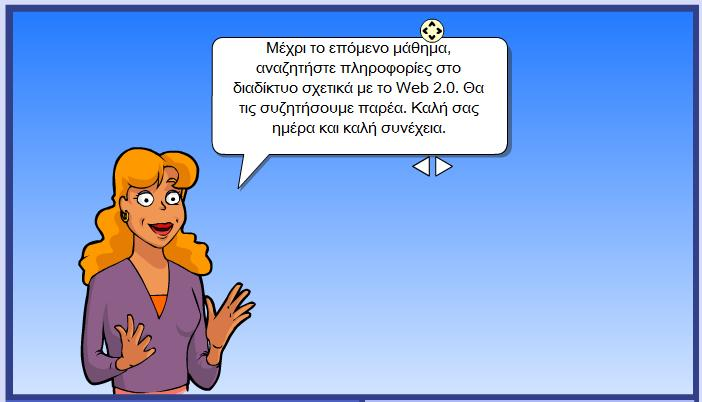 Μέχρι το επόμενο μάθημα,
αναζητήστε πληροφορίες στο
διαδίκτυο σχετικά με το Web 2.0. Θα
τις συζητήσουμε παρέα. Καλή σας
ημέρα και καλή συνέχεια.